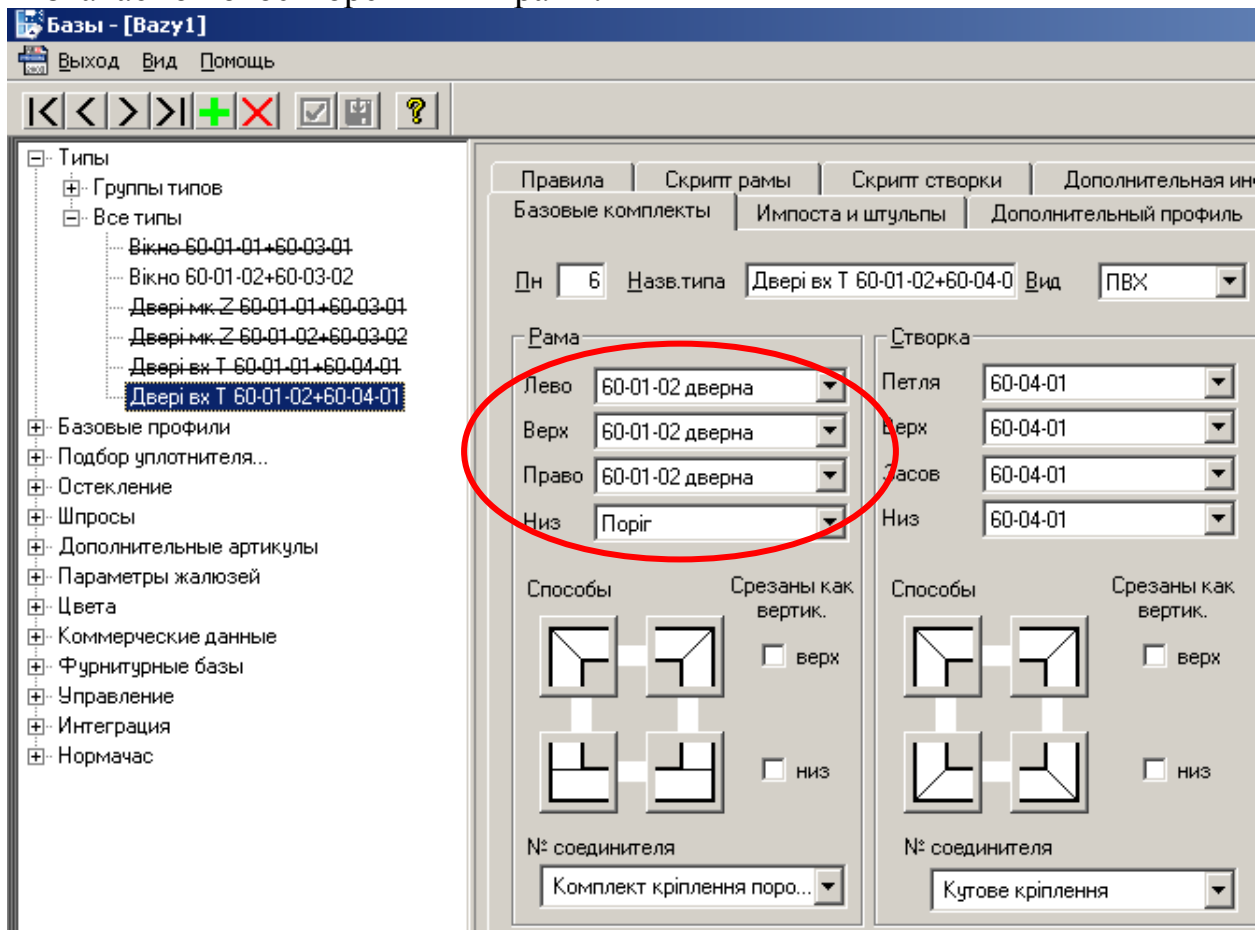 Базы - [Bazy1]
Выход Вид Помощь
Типы
Группы типов
Все типы
Вікно 60-01-01+60-03-01
Вікно 60-01-02+60-03-02
Двері мк Z 60-01-01+60-03-01
Двері мк Z 60-01-02+60-03-02
Двері вх Т 60-01-01+60-04-01
Двері вх Т 60-01-02+60-04-01
Базовые профили
Подбор уплотнителя...
Остекление
Шпросы
Дополнительные артикулы
Параметры жалюзей
Цвета
Коммерческие данные
Фурнитурные базы
Управление
Интеграция
Нормачас
Правила Скрипт рамы Скрипт створки Дополнительная ин
Базовые комплекты Импоста и штульпы Дополнительный профиль
Пн 6 Назв.типа Двері вх Т 60-01-02+60-04-0 Вид ПВХ
Рама
Лево 60-01-02 дверна
Верх 60-01-02 дверна
Право 60-01-02 дверна
Низ Поріг
Способы Срезаны как вертик.
верх
низ
№ соединителя
Комплект кріплення поро...
Створка
Петля 60-04-01
Верх 60-04-01
Засов 60-04-01
Низ 60-04-01
Способы Срезаны как вертик.
верх
низ
№ соединителя
Кутове кріплення